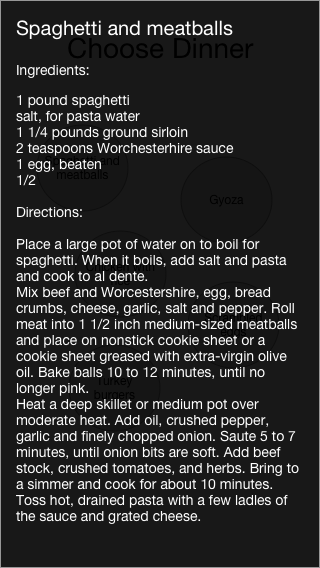 Spaghetti and meatballs
Choose Dinner
Ingredients:
1 pound spaghetti
salt, for pasta water
1 1/4 pounds ground sirloin
2 teaspoons Worchesterhire sauce
1 egg, beaten
and
meatballs
1/2
Gyoza
Directions:
Place a large pot of water on to boil for
spaghetti. When it boils, add salt and pasta
and cook to al dente.
Mix beef and Worcestershire, egg, bread
crumbs, cheese, garlic, salt and pepper. Roll
meat into 1 1/2 inch medium-sized meatballs
and place on nonstick cookie sheet or a
cookie sheet greased with extra-virgin olive
oil. Bake balls 10 to 12 minutes, until no
longer pink.
Turkey
burgers
Heat a deep skillet or medium pot over
moderate heat. Add oil, crushed pepper,
garlic and finely chopped onion. Saute 5 to 7
minutes, until onion bits are soft. Add beef
stock, crushed tomatoes, and herbs. Bring to
a simmer and cook for about 10 minutes.
Toss hot, drained pasta with a few ladles of
the sauce and grated cheese.